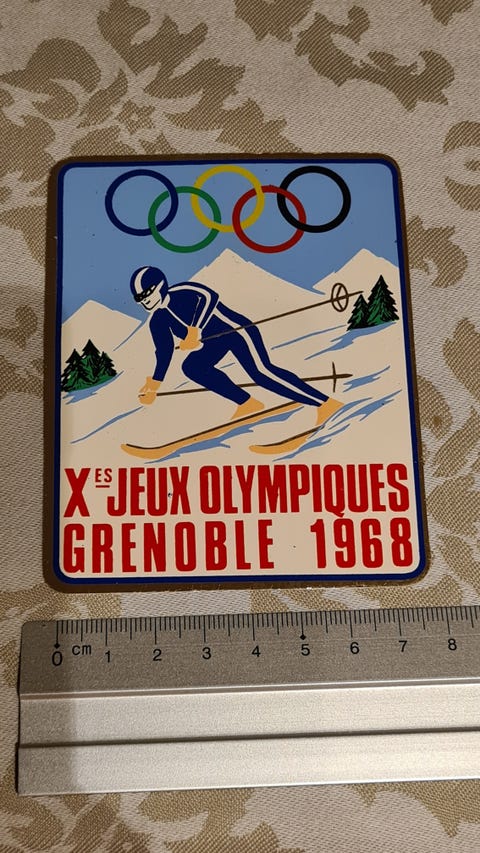 Xᴱˢ JEUX OLYMPIQUES
GRENOBLE 1968
0 cm 1 2 3 4 5 6 7 8